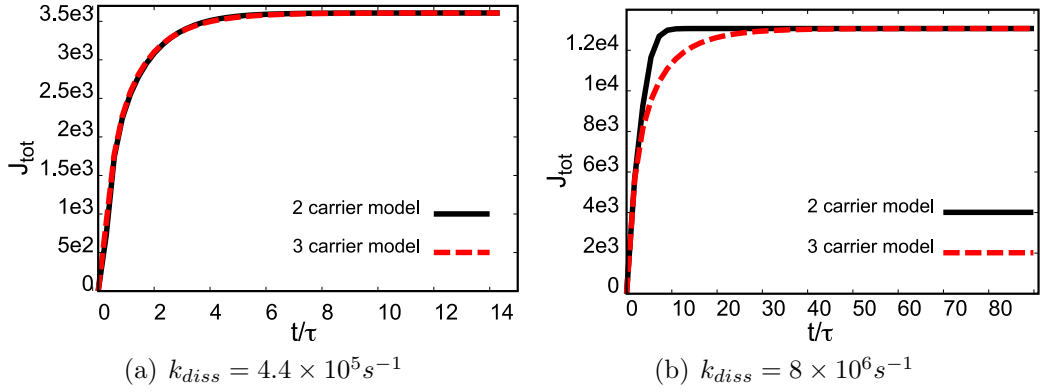 3.5e3
3e3
2.5e3
2e3
1.5e3
1e3
5e2
0
J_tot
2 carrier model
3 carrier model
0 2 4 6 8 10 12 14
t/τ
(a) k_diss = 4.4 × 10^5 s^−1
1.2e4
1e4
8e3
6e3
4e3
2e3
0
J_tot
2 carrier model
3 carrier model
0 10 20 30 40 50 60 70 80
t/τ
(b) k_diss = 8 × 10^6 s^−1